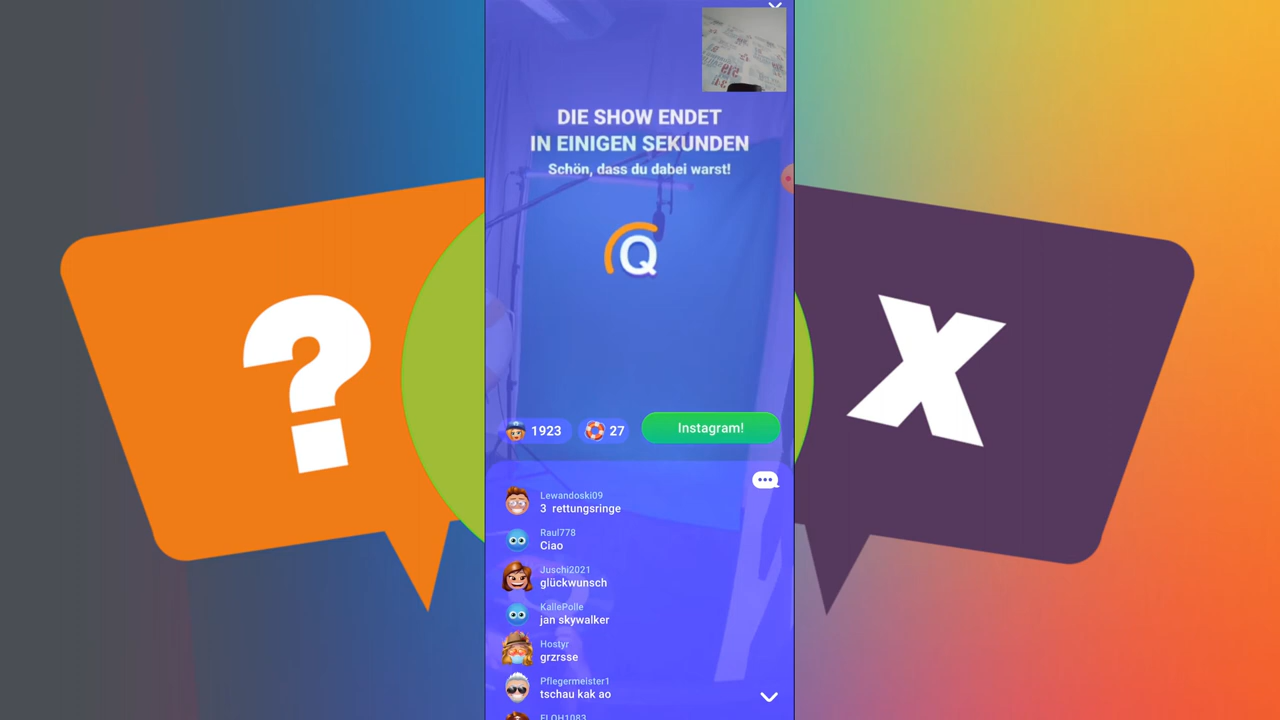 DIE SHOW ENDET
IN EINIGEN SEKUNDEN
Schön, dass du dabei warst!
Q
? X
1923 27 Instagram!
Lewandoski09
3 rettungsringe
Raul778
Ciao
Juschi2021
glückwunsch
KallePolle
jan skywalker
Hostyr
grzrsse
Pflegermeister1
tschau kak ao
FLOH1083